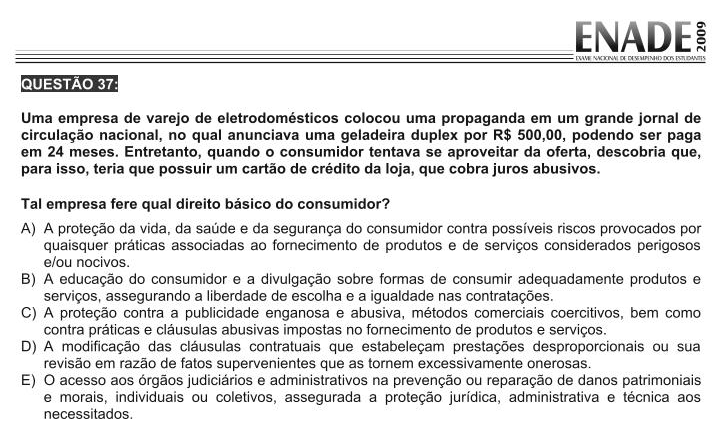 ENADE 2009
EXAME NACIONAL DE DESEMPENHO DOS ESTUDANTES
QUESTÃO 37:
Uma empresa de varejo de eletrodomésticos colocou uma propaganda em um grande jornal de
circulação nacional, no qual anunciava uma geladeira duplex por R$ 500,00, podendo ser paga
em 24 meses. Entretanto, quando o consumidor tentava se aproveitar da oferta, descobria que,
para isso, teria que possuir um cartão de crédito da loja, que cobra juros abusivos.
Tal empresa fere qual direito básico do consumidor?
A) A proteção da vida, da saúde e da segurança do consumidor contra possíveis riscos provocados por
quaisquer práticas associadas ao fornecimento de produtos e de serviços considerados perigosos
e/ou nocivos.
B) A educação do consumidor e a divulgação sobre formas de consumir adequadamente produtos e
serviços, assegurando a liberdade de escolha e a igualdade nas contratações.
C) A proteção contra a publicidade enganosa e abusiva, métodos comerciais coercitivos, bem como
contra práticas e cláusulas abusivas impostas no fornecimento de produtos e serviços.
D) A modificação das cláusulas contratuais que estabeleçam prestações desproporcionais ou sua
revisão em razão de fatos supervenientes que as tornem excessivamente onerosas.
E) O acesso aos órgãos judiciários e administrativos na prevenção ou reparação de danos patrimoniais
e morais, individuais ou coletivos, assegurada a proteção jurídica, administrativa e técnica aos
necessitados.